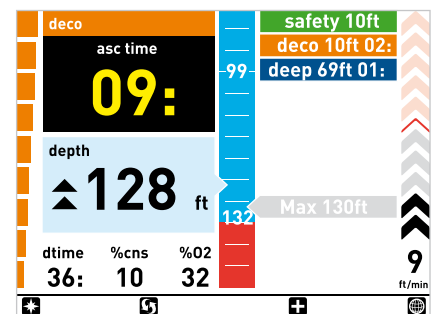 deco
asc time
09:
depth
128 ft
dtime %cns %O2
36: 10 32
99
132
safety 10ft
deco 10ft 02:
deep 69ft 01:
Max 130ft
9
ft/min